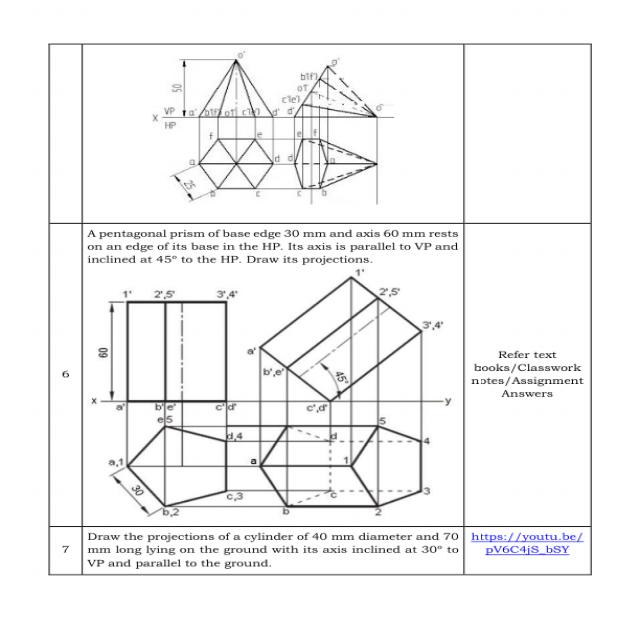 o'
o'
50
b'(f')
o1'
c'(e')
X VP a' b'(f') o1' c'(e') d' d' o'
HP
f e e f
a d d a
25
b c c b
A pentagonal prism of base edge 30 mm and axis 60 mm rests
on an edge of its base in the HP. Its axis is parallel to VP and
inclined at 45° to the HP. Draw its projections.
6
Refer text
books/Classwork
notes/Assignment
Answers
1'
1' 2',5' 3',4' 2',5'
3',4'
60
a'
b',e'
45°
x a' b' e' c' d' c',d' y
e 5 5
d,4 d 4
a,1 a 1
30
c,3 c 3
b,2 b 2
7
Draw the projections of a cylinder of 40 mm diameter and 70
mm long lying on the ground with its axis inclined at 30° to
VP and parallel to the ground.
https://youtu.be/
pV6C4jS_bSY